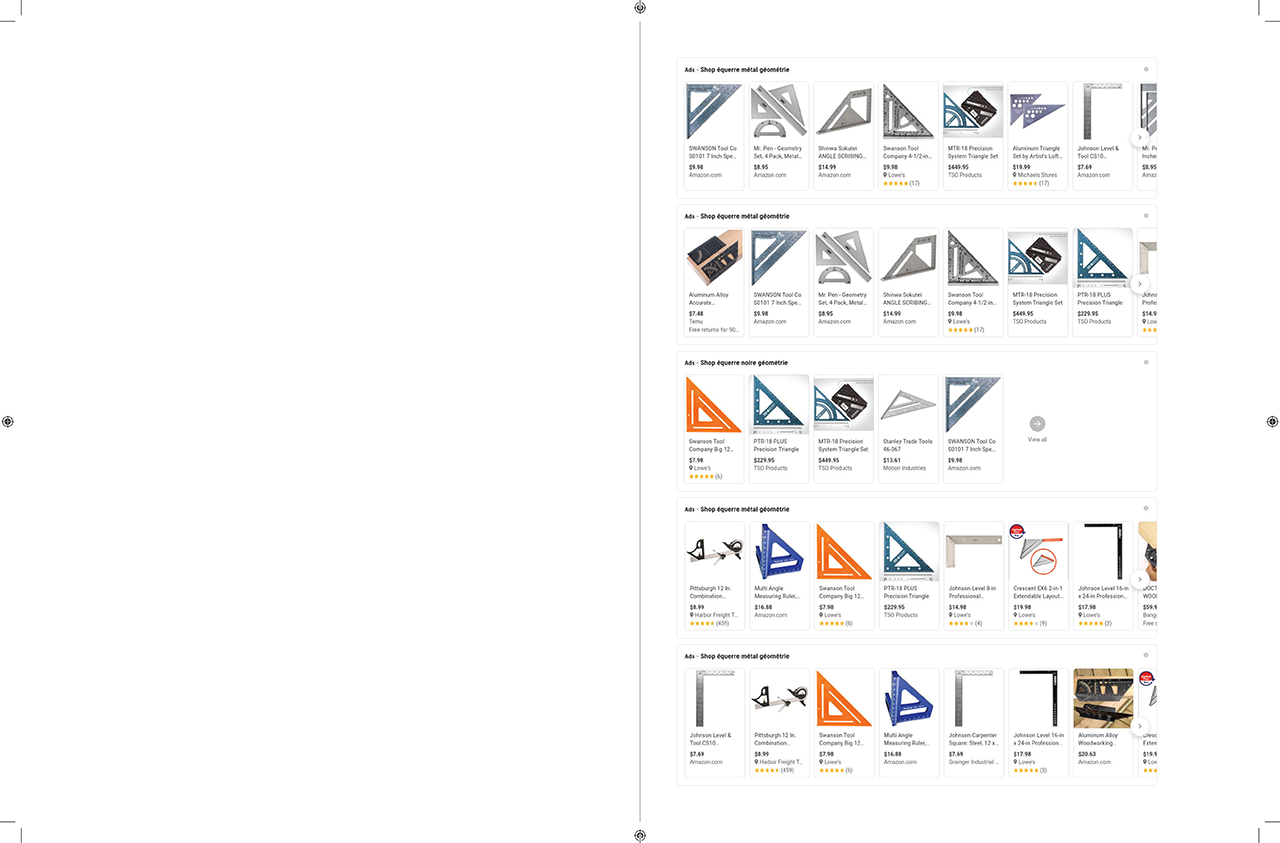 Ads · Shop équerre métal géométrie
SWANSON Tool Co
S0101 7 Inch Spe...
$9.98
Amazon.com
Mr. Pen - Geometry
Set, 4 Pack, Metal...
$8.95
Amazon.com
Shinwa Sokutei
ANGLE SCRIBING...
$14.99
Amazon.com
Swanson Tool
Company 4-1/2-in...
$9.98
Lowe's
(17)
MTR-18 Precision
System Triangle Set
$449.95
TSO Products
Aluminum Triangle
Set by Artist's Loft...
$19.99
Michaels Stores
(17)
Johnson Level &
Tool CS10...
$7.69
Amazon.com
Mr. P
Inches
$8.95
Amaz
Ads · Shop équerre métal géométrie
Aluminum Alloy
Accurate...
$7.48
Temu
Free returns for 90...
SWANSON Tool Co
S0101 7 Inch Spe...
$9.98
Amazon.com
Mr. Pen - Geometry
Set, 4 Pack, Metal...
$8.95
Amazon.com
Shinwa Sokutei
ANGLE SCRIBING...
$14.99
Amazon.com
Swanson Tool
Company 4-1/2-in...
$9.98
Lowe's
(17)
MTR-18 Precision
System Triangle Set
$449.95
TSO Products
PTR-18 PLUS
Precision Triangle
$229.95
TSO Products
Johns
Profe
$14.9
Low
Ads · Shop équerre noire géométrie
Swanson Tool
Company Big 12...
$7.98
Lowe's
(6)
PTR-18 PLUS
Precision Triangle
$229.95
TSO Products
MTR-18 Precision
System Triangle Set
$449.95
TSO Products
Stanley Trade Tools
46-067
$13.61
Motion Industries
SWANSON Tool Co
S0101 7 Inch Spe...
$9.98
Amazon.com
View all
Ads · Shop équerre métal géométrie
Pittsburgh 12 In.
Combination...
$8.99
Harbor Freight T...
(459)
Multi Angle
Measuring Ruler,...
$16.88
Amazon.com
Swanson Tool
Company Big 12...
$7.98
Lowe's
(6)
PTR-18 PLUS
Precision Triangle
$229.95
TSO Products
Johnson Level 8-in
Professional...
$14.98
Lowe's
(4)
Crescent EX6 2-in-1
Extendable Layout...
$19.98
Lowe's
(9)
Johnson Level 16-in
x 24-in Profession...
$17.98
Lowe's
(3)
DOCT
WOO
$59.9
Bang
Free s
Ads · Shop équerre métal géométrie
Johnson Level &
Tool CS10...
$7.69
Amazon.com
Pittsburgh 12 In.
Combination...
$8.99
Harbor Freight T...
(459)
Swanson Tool
Company Big 12...
$7.98
Lowe's
(6)
Multi Angle
Measuring Ruler,...
$16.88
Amazon.com
Johnson Carpenter
Square: Steel, 12 x...
$7.69
Grainger Industrial ...
Johnson Level 16-in
x 24-in Profession...
$17.98
Lowe's
(3)
Aluminum Alloy
Woodworking...
$20.63
Amazon.com
Cresc
Exten
$19.9
Low